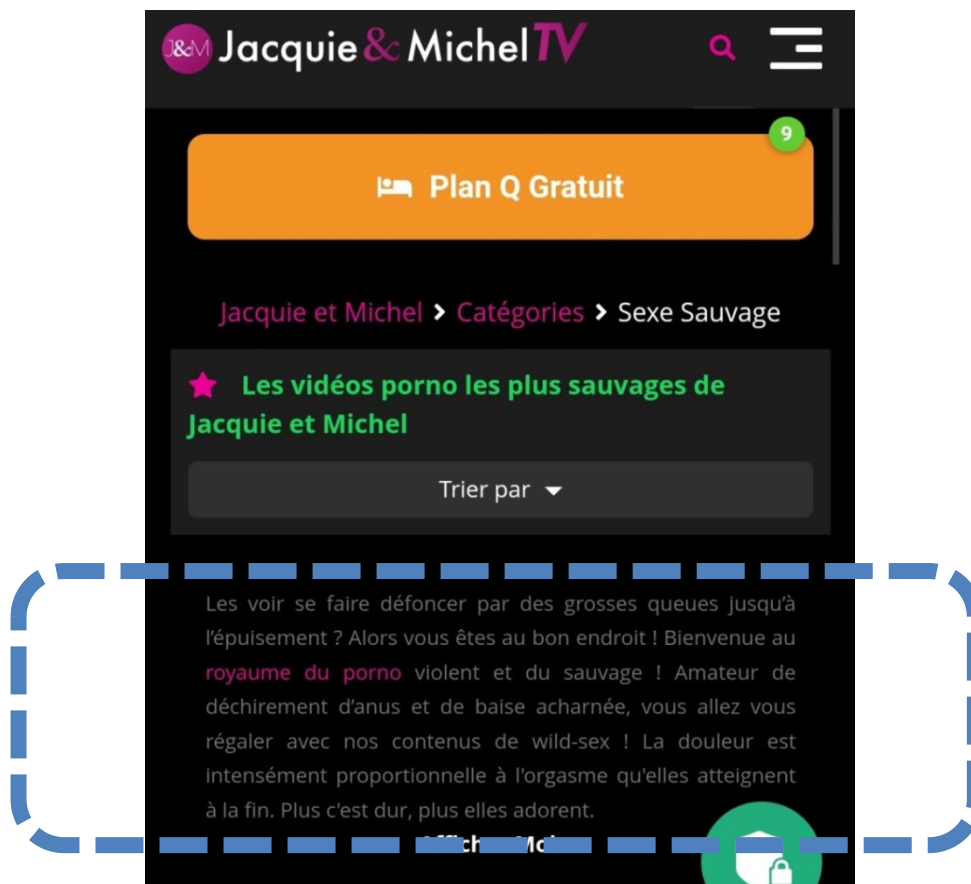 J&M Jacquie & Michel TV
9
Plan Q Gratuit
Jacquie et Michel > Catégories > Sexe Sauvage
Les vidéos porno les plus sauvages de
Jacquie et Michel
Trier par
Les voir se faire défoncer par des grosses queues jusqu'à
l'épuisement ? Alors vous êtes au bon endroit ! Bienvenue au
royaume du porno violent et du sauvage ! Amateur de
déchirement d'anus et de baise acharnée, vous allez vous
régaler avec nos contenus de wild-sex ! La douleur est
intensément proportionnelle à l'orgasme qu'elles atteignent
à la fin. Plus c'est dur, plus elles adorent.